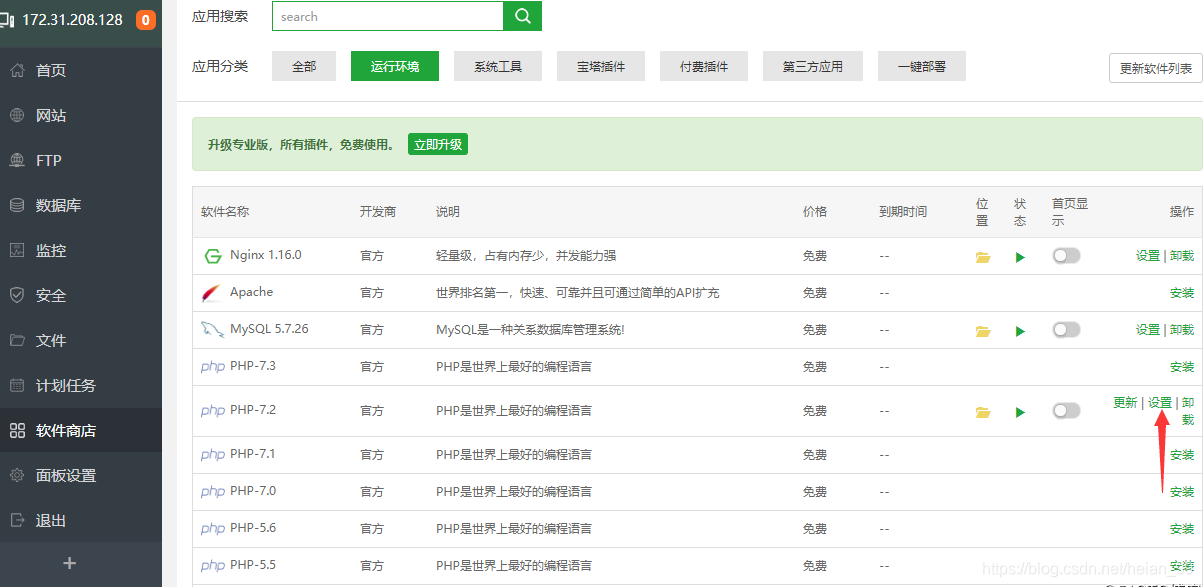 172.31.208.128 0
首页
网站
FTP
数据库
监控
安全
文件
计划任务
软件商店
面板设置
退出
+
应用搜索 search
应用分类 全部 运行环境 系统工具 宝塔插件 付费插件 第三方应用 一键部署 更新软件列表
升级专业版，所有插件，免费使用。 立即升级
软件名称 开发商 说明 价格 到期时间 位置 状态 首页显示 操作
Nginx 1.16.0 官方 轻量级，占有内存少，并发能力强 免费 -- 设置 | 卸载
Apache 官方 世界排名第一，快速、可靠并且可通过简单的API扩充 免费 -- 安装
MySQL 5.7.26 官方 MySQL是一种关系数据库管理系统! 免费 -- 设置 | 卸载
php PHP-7.3 官方 PHP是世界上最好的编程语言 免费 -- 安装
php PHP-7.2 官方 PHP是世界上最好的编程语言 免费 -- 更新 | 设置 | 卸载
php PHP-7.1 官方 PHP是世界上最好的编程语言 免费 -- 安装
php PHP-7.0 官方 PHP是世界上最好的编程语言 免费 -- 安装
php PHP-5.6 官方 PHP是世界上最好的编程语言 免费 -- 安装
php PHP-5.5 官方 PHP是世界上最好的编程语言 免费 -- 安装